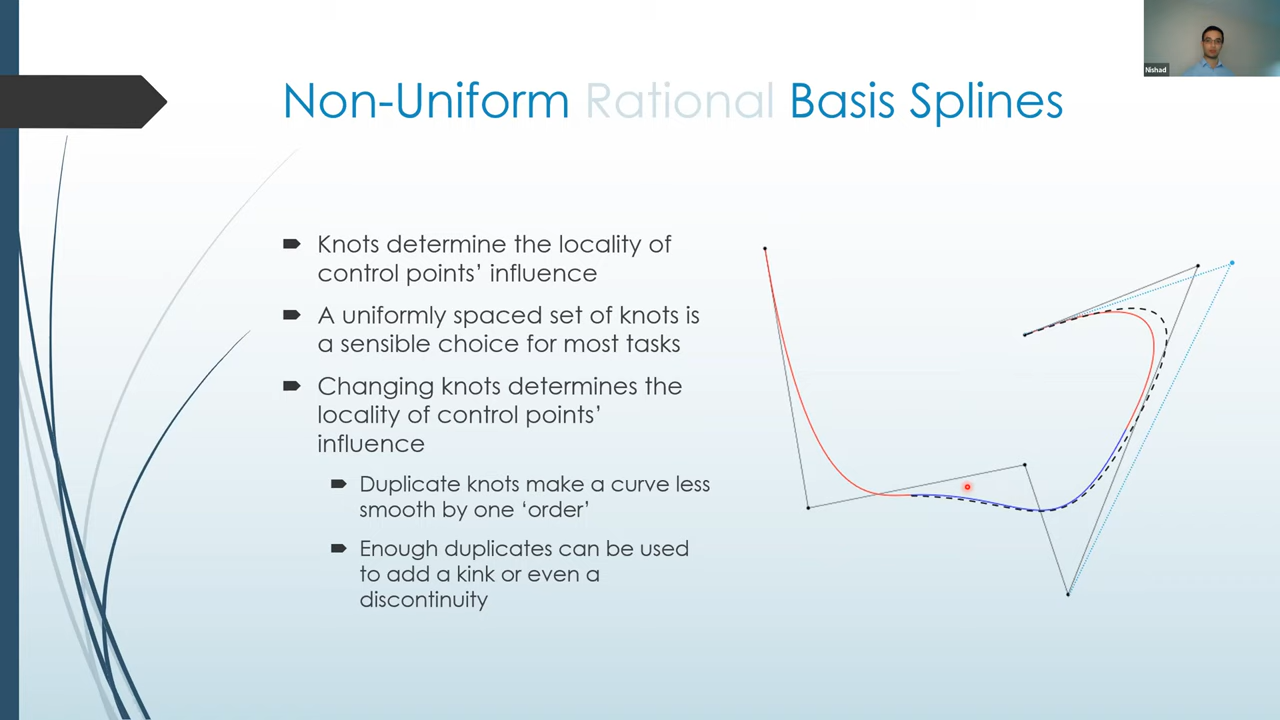 Nishad
Non-Uniform Rational Basis Splines
Knots determine the locality of
control points’ influence
A uniformly spaced set of knots is
a sensible choice for most tasks
Changing knots determines the
locality of control points’
influence
Duplicate knots make a curve less
smooth by one ‘order’
Enough duplicates can be used
to add a kink or even a
discontinuity